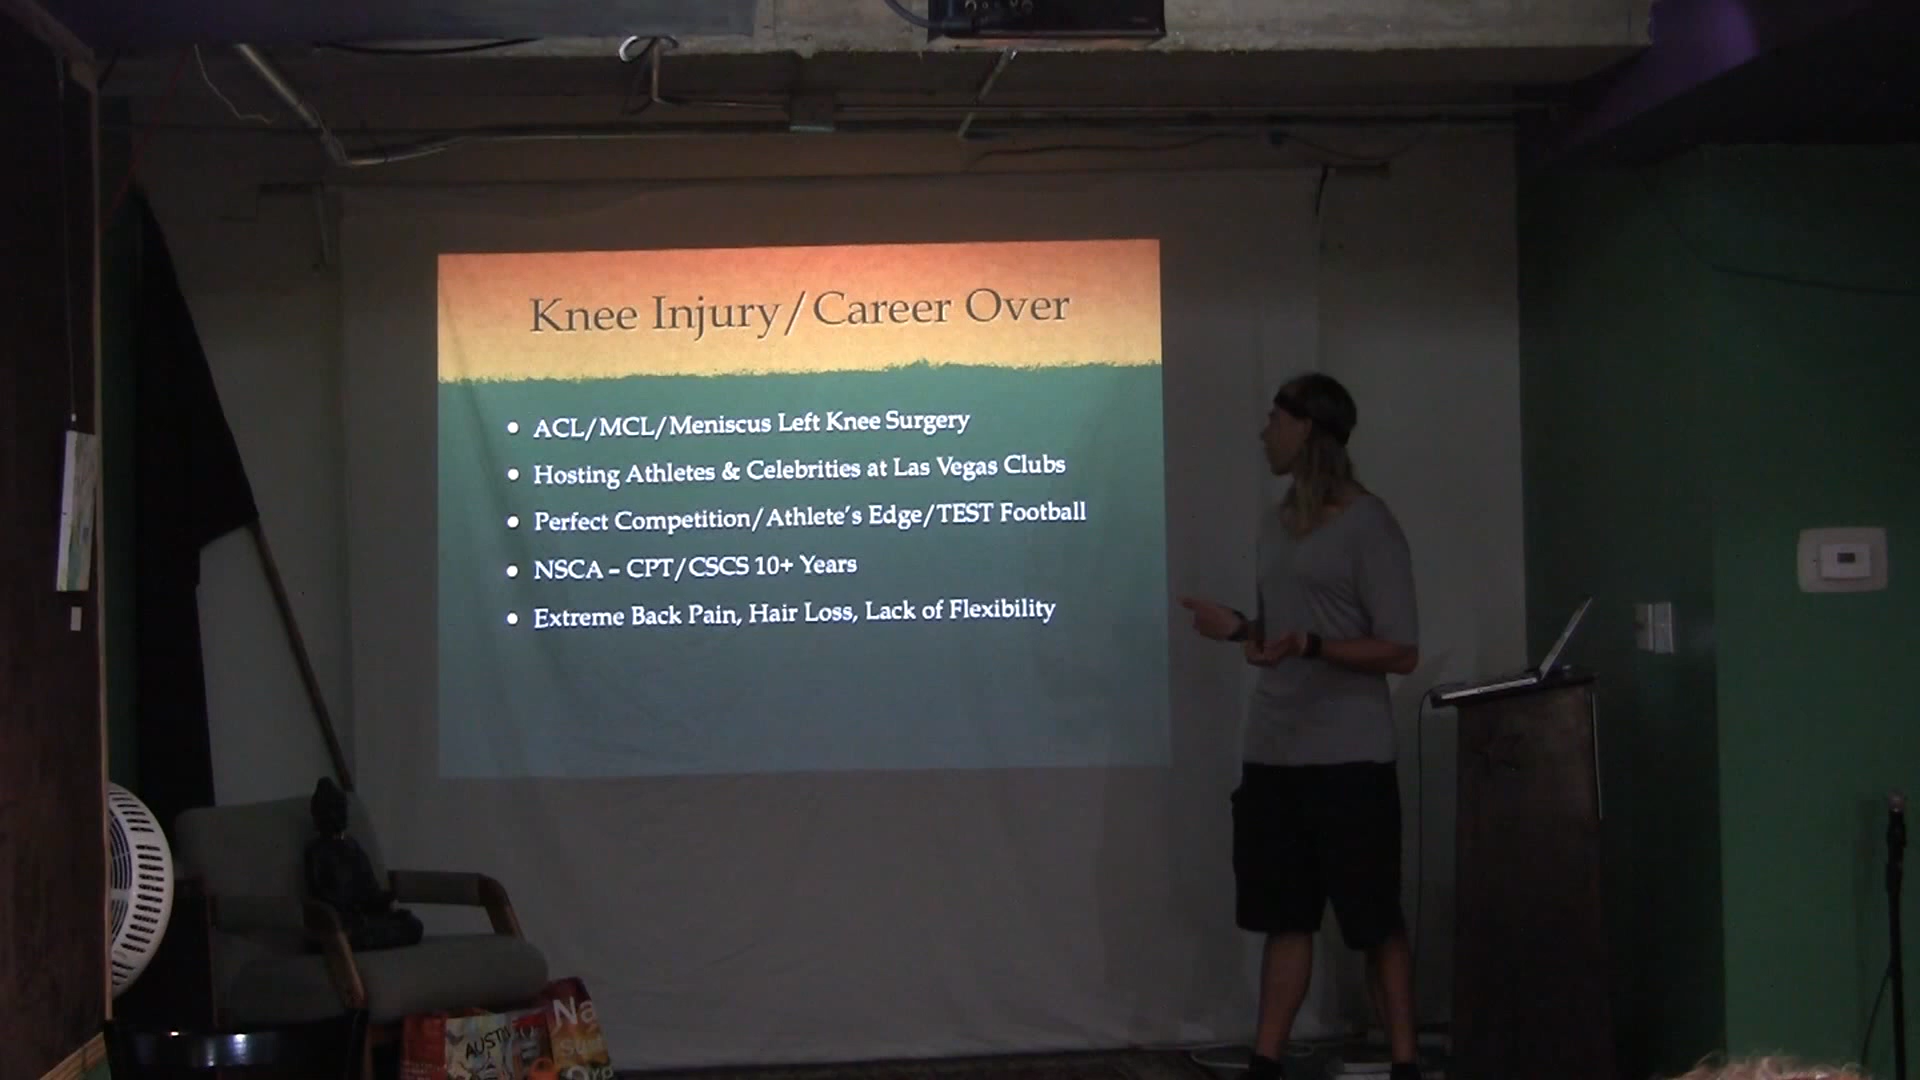 Knee Injury/Career Over
• ACL/MCL/Meniscus Left Knee Surgery
• Hosting Athletes & Celebrities at Las Vegas Clubs
• Perfect Competition/Athlete's Edge/TEST Football
• NSCA – CPT/CSCS 10+ Years
• Extreme Back Pain, Hair Loss, Lack of Flexibility
Na